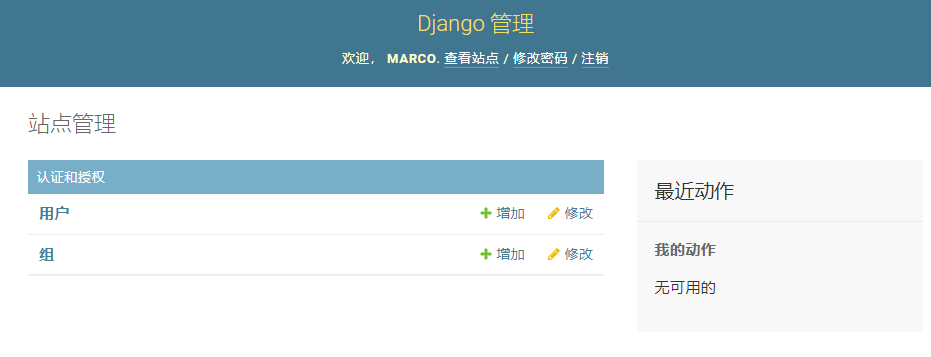 Django 管理
欢迎， MARCO. 查看站点 / 修改密码 / 注销
站点管理
认证和授权
用户 增加 修改
组 增加 修改
最近动作
我的动作
无可用的